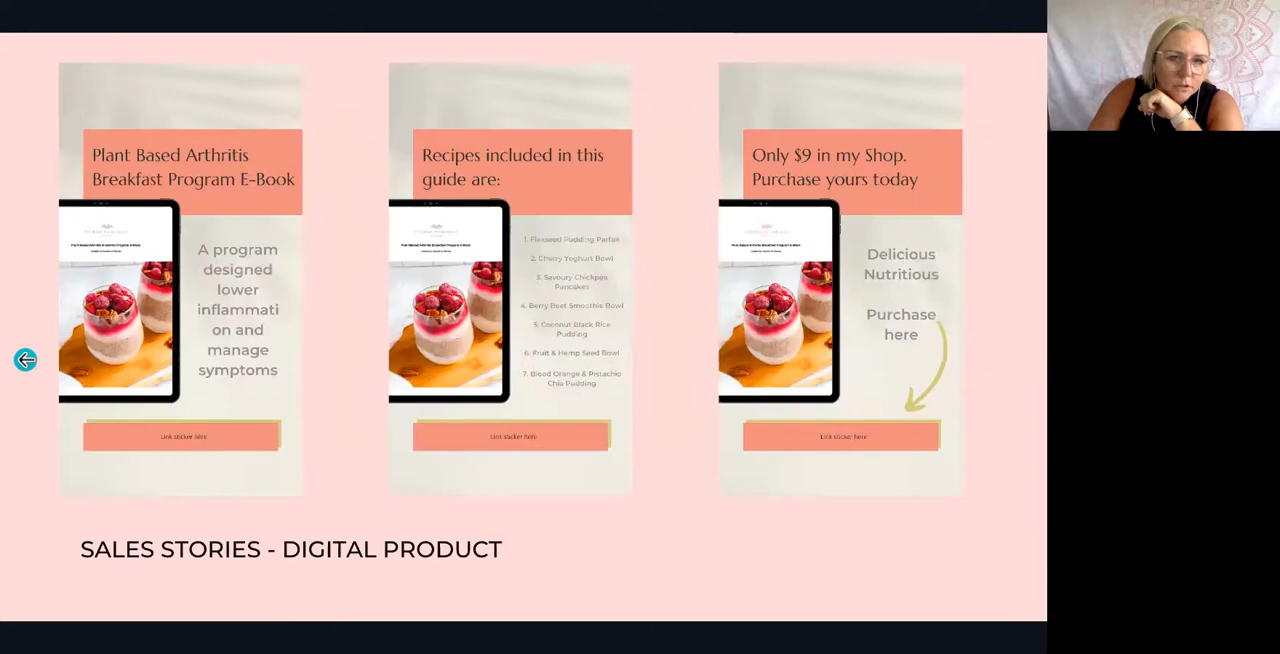 Plant Based Arthritis
Breakfast Program E-Book
A program
designed
lower
inflammati
on and
manage
symptoms
Link sticker here
Recipes included in this
guide are:
1. Flaxseed Pudding Parfait
2. Cherry Yoghurt Bowl
3. Savoury Chickpea
Pancakes
4. Berry Beet Smoothie Bowl
5. Coconut Black Rice
Pudding
6. Fruit & Hemp Seed Bowl
7. Blood Orange & Pistachio
Chia Pudding
Link sticker here
Only $9 in my Shop.
Purchase yours today
Delicious
Nutritious
Purchase
here
Link sticker here
SALES STORIES - DIGITAL PRODUCT